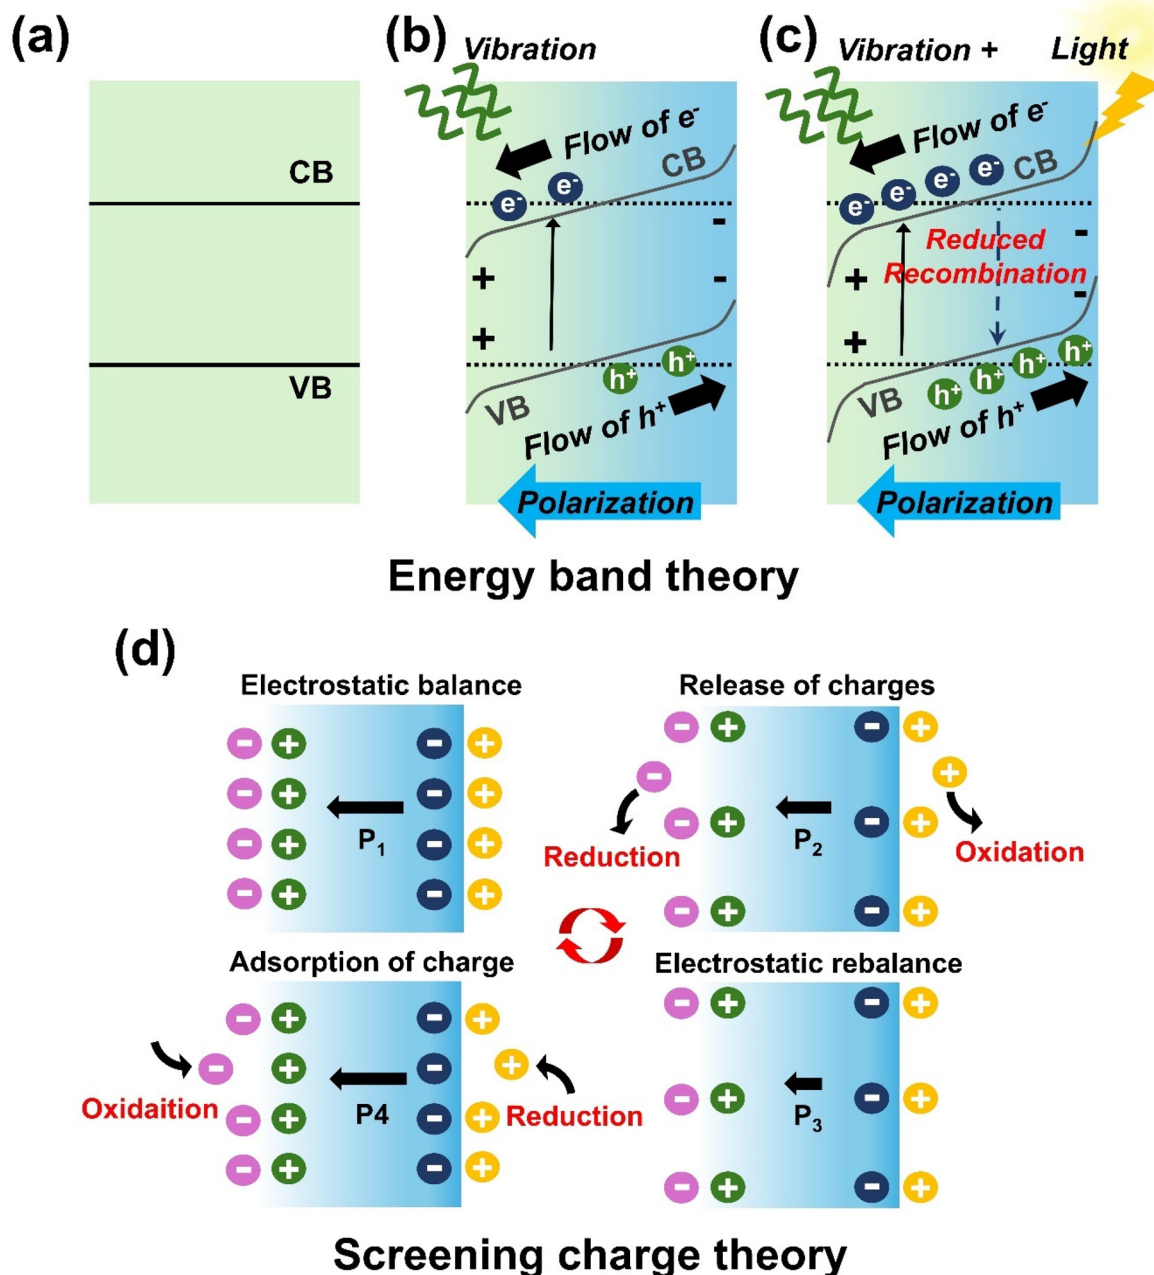 (a)
CB
VB
(b)
Vibration
Flow of e⁻
CB
e⁻ e⁻
-
+
-
+
h⁺ h⁺
VB
Flow of h⁺
Polarization
(c)
Vibration + Light
Flow of e⁻
CB
e⁻ e⁻ e⁻ e⁻
-
Reduced
Recombination
+
-
+
h⁺ h⁺ h⁺ h⁺
VB
Flow of h⁺
Polarization
Energy band theory
(d)
Electrostatic balance
- + - +
- + - +
P₁
- + - +
- + - +
Release of charges
- + - +
- +
- + - +
P₂
Reduction
Oxidation
- + - +
Adsorption of charge
- + - +
- + - +
Oxidaition
P4
Reduction
- + - +
- + - +
Electrostatic rebalance
- + - +
- + - +
P₃
- + - +
Screening charge theory